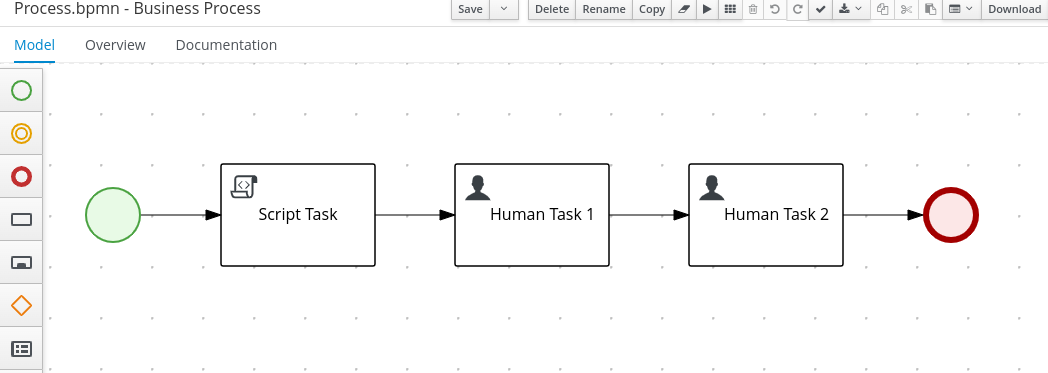 Process.bpmn - Business Process
Save Delete Rename Copy Download
Model Overview Documentation
Script Task Human Task 1 Human Task 2